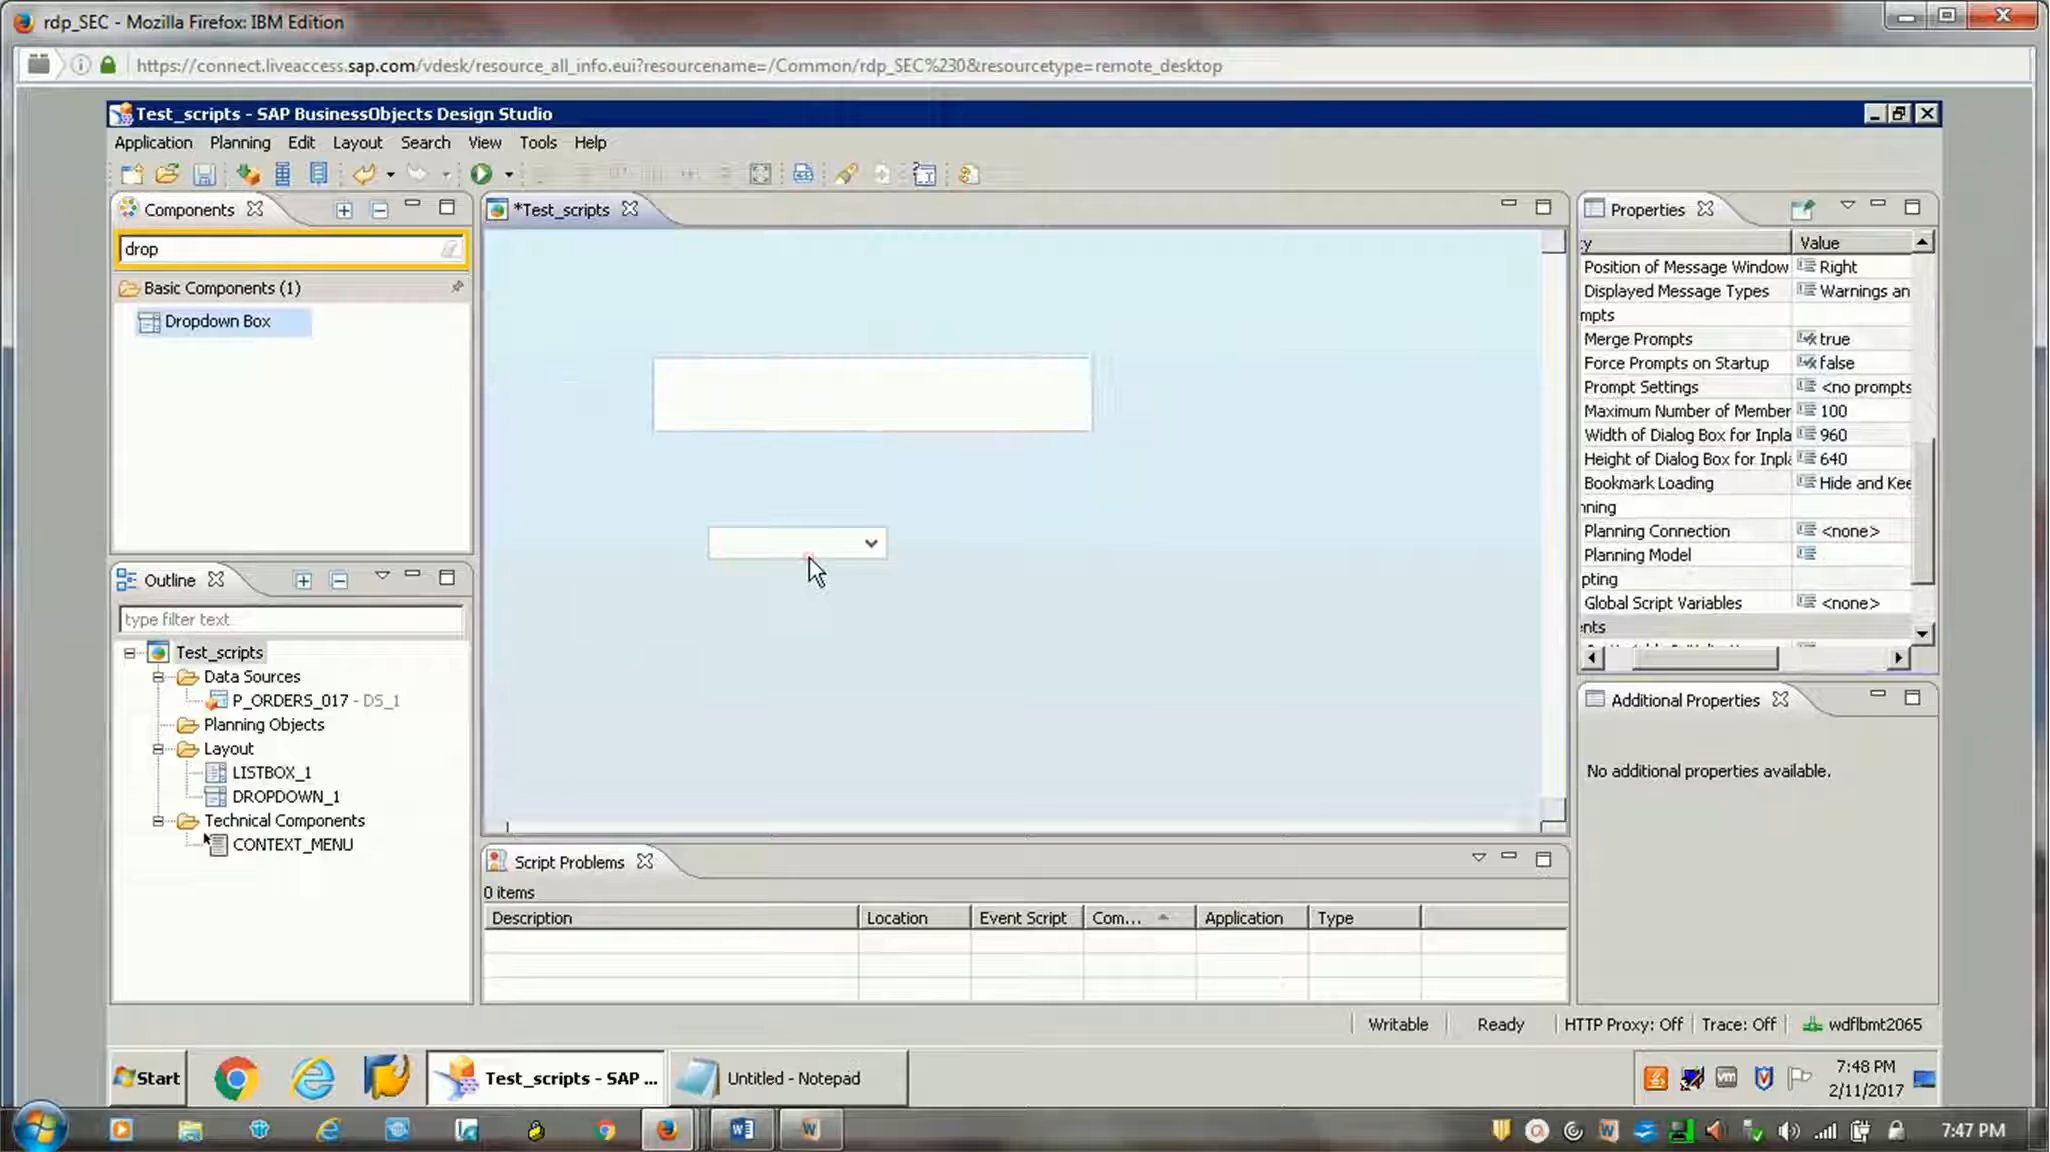 rdp_SEC - Mozilla Firefox: IBM Edition
https://connect.liveaccess.sap.com/vdesk/resource_all_info.eui?resourcename=/Common/rdp_SEC%230&resourcetype=remote_desktop
Test_scripts - SAP BusinessObjects Design Studio
Application Planning Edit Layout Search View Tools Help
Components
*Test_scripts
Properties
drop
Basic Components (1)
Dropdown Box
y
Value
Position of Message Window Right
Displayed Message Types Warnings an
mpts
Merge Prompts true
Force Prompts on Startup false
Prompt Settings <no prompts
Maximum Number of Member 100
Width of Dialog Box for Inpla 960
Height of Dialog Box for Inpla 640
Bookmark Loading Hide and Kee
nning
Planning Connection <none>
Planning Model
pting
Global Script Variables <none>
nts
Outline
type filter text
Test_scripts
Data Sources
P_ORDERS_017 - DS_1
Planning Objects
Layout
LISTBOX_1
DROPDOWN_1
Technical Components
CONTEXT_MENU
Additional Properties
No additional properties available.
Script Problems
0 items
Description Location Event Script Com... Application Type
Writable Ready HTTP Proxy: Off Trace: Off wdflbmt2065
Start
Test_scripts - SAP ...
Untitled - Notepad
7:48 PM
2/11/2017
7:47 PM